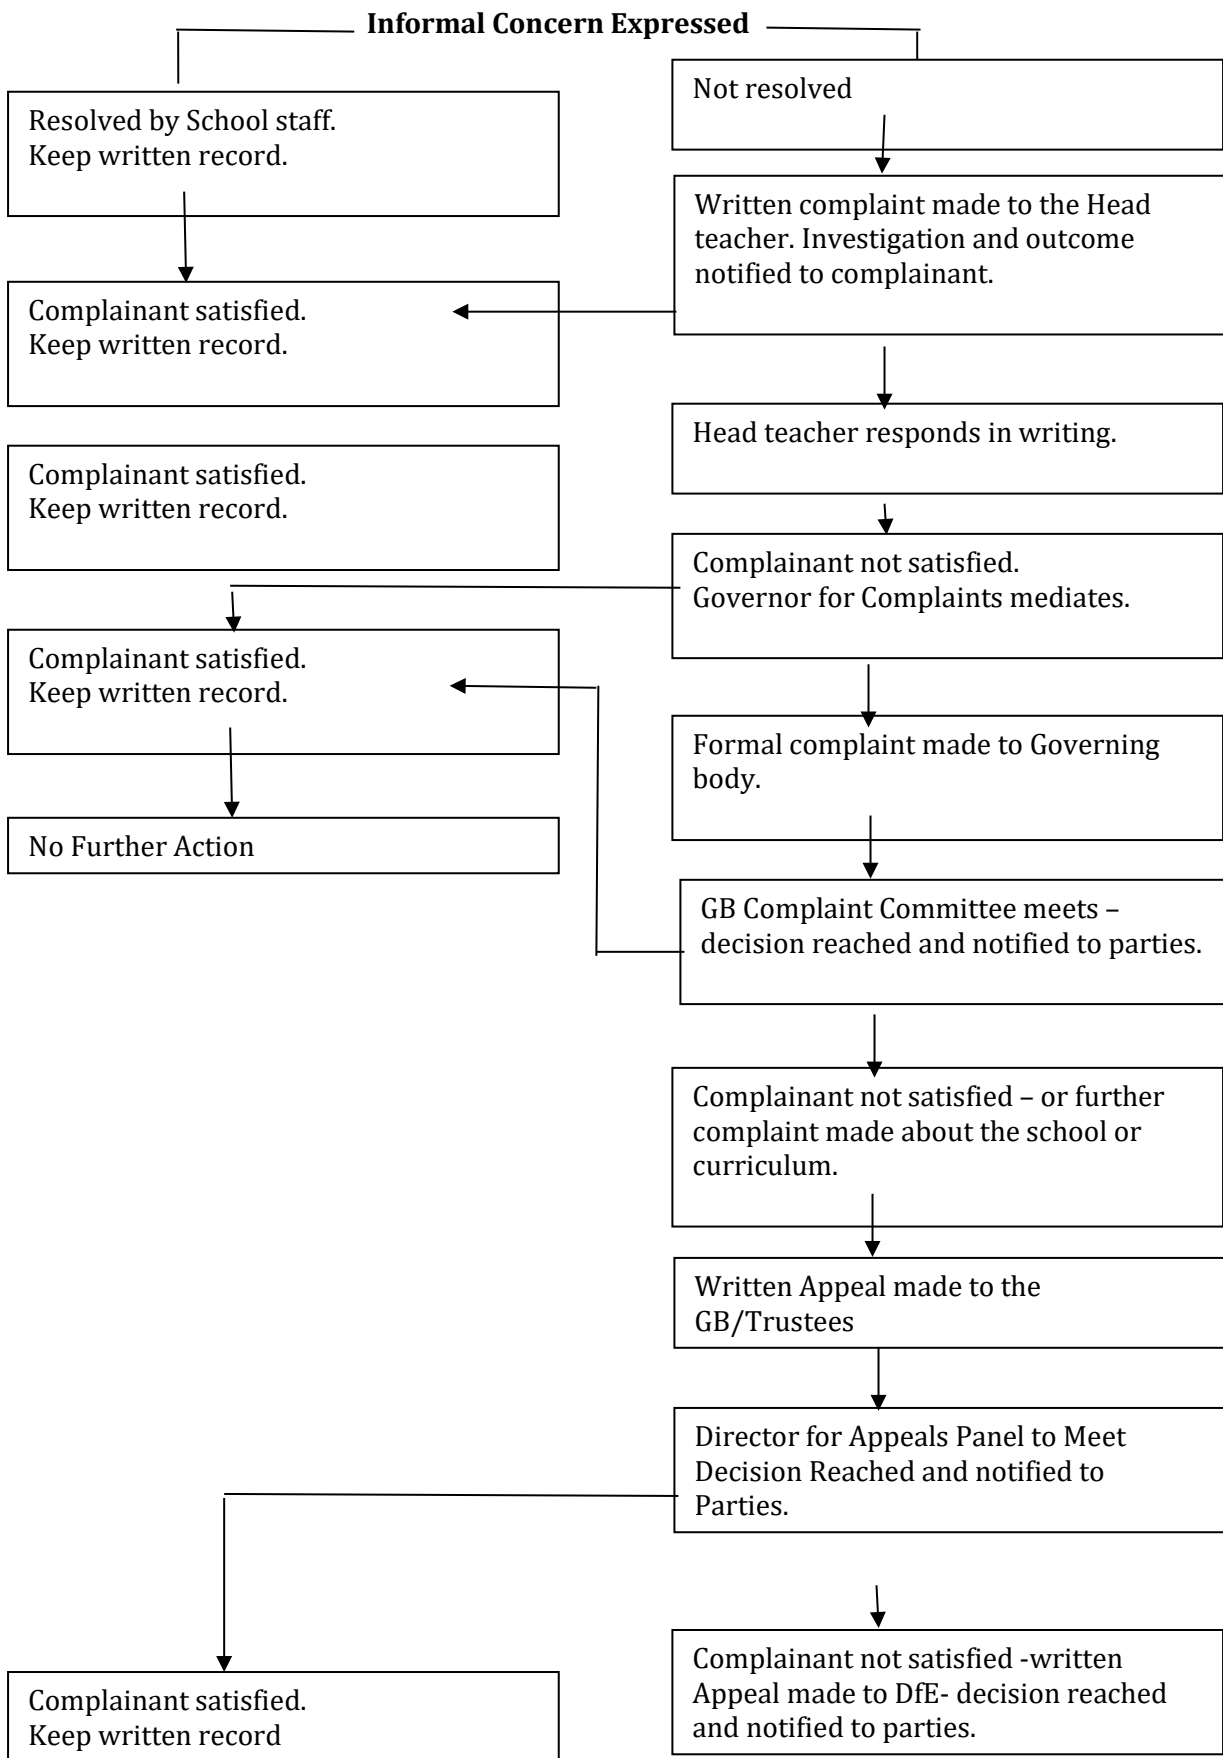 Informal Concern Expressed
Not resolved
Resolved by School staff.
Keep written record.
Written complaint made to the Head
teacher. Investigation and outcome
notified to complainant.
Complainant satisfied.
Keep written record.
Head teacher responds in writing.
Complainant satisfied.
Keep written record.
Complainant not satisfied.
Governor for Complaints mediates.
Complainant satisfied.
Keep written record.
Formal complaint made to Governing
body.
No Further Action
GB Complaint Committee meets –
decision reached and notified to parties.
Complainant not satisfied – or further
complaint made about the school or
curriculum.
Written Appeal made to the
GB/Trustees
Director for Appeals Panel to Meet
Decision Reached and notified to
Parties.
Complainant not satisfied -written
Appeal made to DfE- decision reached
and notified to parties.
Complainant satisfied.
Keep written record